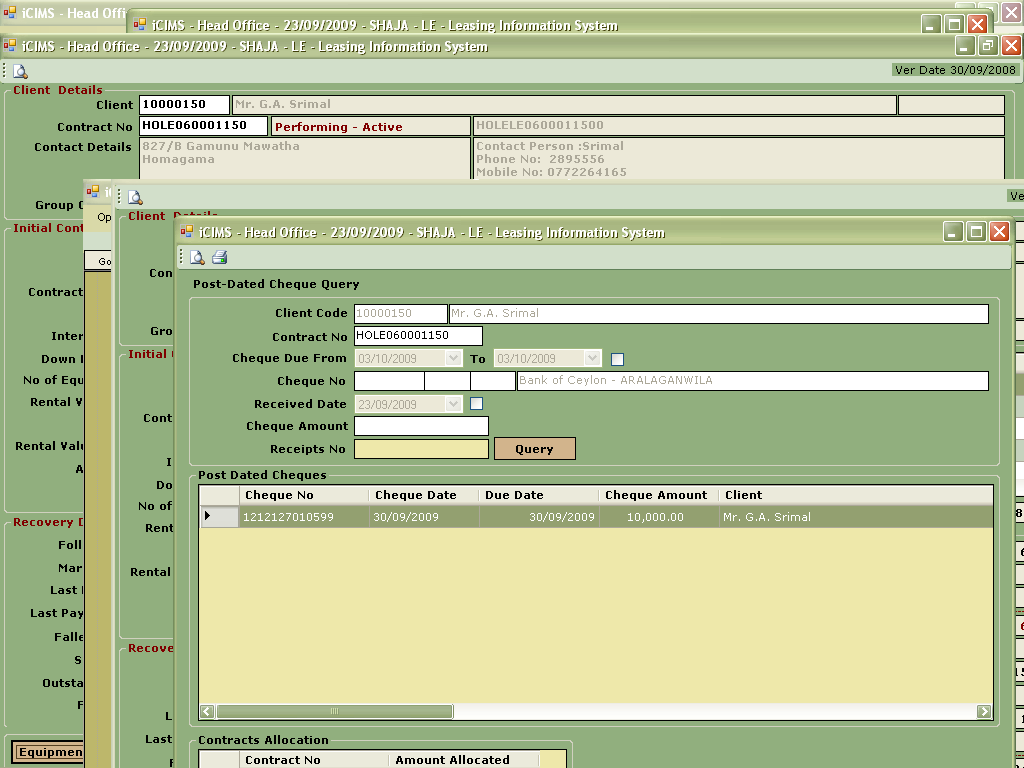 iCIMS - Head Offi
iCIMS - Head Office - 23/09/2009 - SHAJA - LE - Leasing Information System
iCIMS - Head Office - 23/09/2009 - SHAJA - LE - Leasing Information System
Ver Date 30/09/2008
Client Details
Client 10000150 Mr. G.A. Srimal
Contract No HOLE060001150 Performing - Active HOLELE0600011500
Contact Details 827/B Gamunu Mawatha Contact Person :Srimal
Homagama Phone No: 2895556
Mobile No: 0772264165
Group
Op
Ve
Client Details
Initial Cont
Go
Con
Contract
Gro
Inter
Initial
Down
No of Equ
Rental V
Cont
Rental Valu
A
I
Do
No of
Recovery D
Rent
Foll
Mar
Rental
Last
Last Pay
Falle
Recove
S
Outsta
F
L
Last
Equipmen
iCIMS - Head Office - 23/09/2009 - SHAJA - LE - Leasing Information System
Post-Dated Cheque Query
Client Code 10000150 Mr. G.A. Srimal
Contract No HOLE060001150
Cheque Due From 03/10/2009 To 03/10/2009
Cheque No Bank of Ceylon - ARALAGANWILA
Received Date 23/09/2009
Cheque Amount
Receipts No Query
Post Dated Cheques
Cheque No Cheque Date Due Date Cheque Amount Client
1212127010599 30/09/2009 30/09/2009 10,000.00 Mr. G.A. Srimal
Contracts Allocation
Contract No Amount Allocated